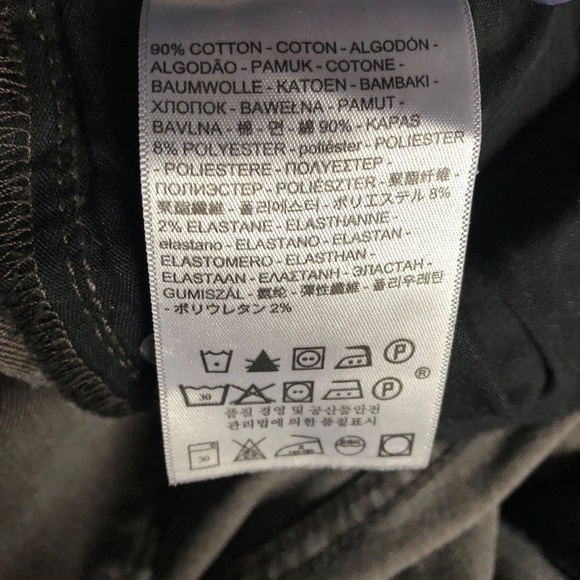 90% COTTON - COTON - ALGODÓN -
ALGODÃO - PAMUK - COTONE -
BAUMWOLLE - KATOEN - BAMBAKI -
ХЛОПОК - BAWEŁNA - PAMUT -
BAVLNA - 棉 - 면 - 綿 90% - KAPAS
8% POLYESTER - poliéster - POLIESTER
- POLIESTERE - ΠΟΛΥΕΣΤΕΡ -
ПОЛИЭСТЕР - POLIÉSZTER - 聚酯纤维 -
聚酯纖維 - 폴리에스터 - ポリエステル 8%
2% ELASTANE - ELASTHANNE -
elastano - ELASTANO - ELASTAN -
ELASTOMERO - ELASTHAN -
ELASTAAN - ΕΛΑΣΤΑΝΗ - ЭЛАСТАН -
GUMISZÁL - 氨纶 - 彈性纖維 - 폴리우레탄
- ポリウレタン 2%
P
30 P ®
품질 경영 및 공산품안전
관리법에 의한 품질표시
30